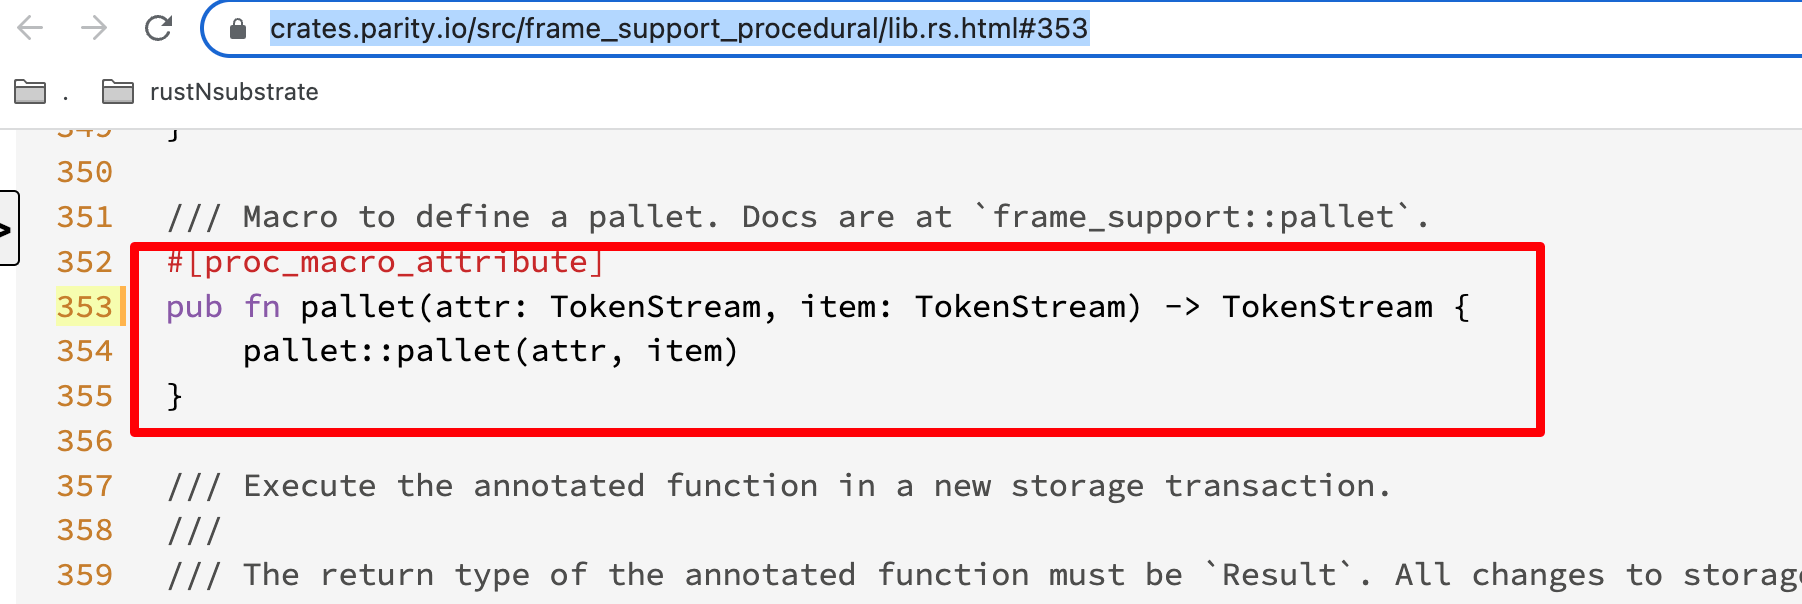 crates.parity.io/src/frame_support_procedural/lib.rs.html#353
. rustNsubstrate
349 }
350
351 /// Macro to define a pallet. Docs are at `frame_support::pallet`.
352 #[proc_macro_attribute]
353 pub fn pallet(attr: TokenStream, item: TokenStream) -> TokenStream {
354 pallet::pallet(attr, item)
355 }
356
357 /// Execute the annotated function in a new storage transaction.
358 ///
359 /// The return type of the annotated function must be `Result`. All changes to storag